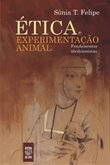 Sônia T. Felipe
ÉTICA
E
EXPERIMENTAÇÃO
ANIMAL
Fundamentos
abolicionistas